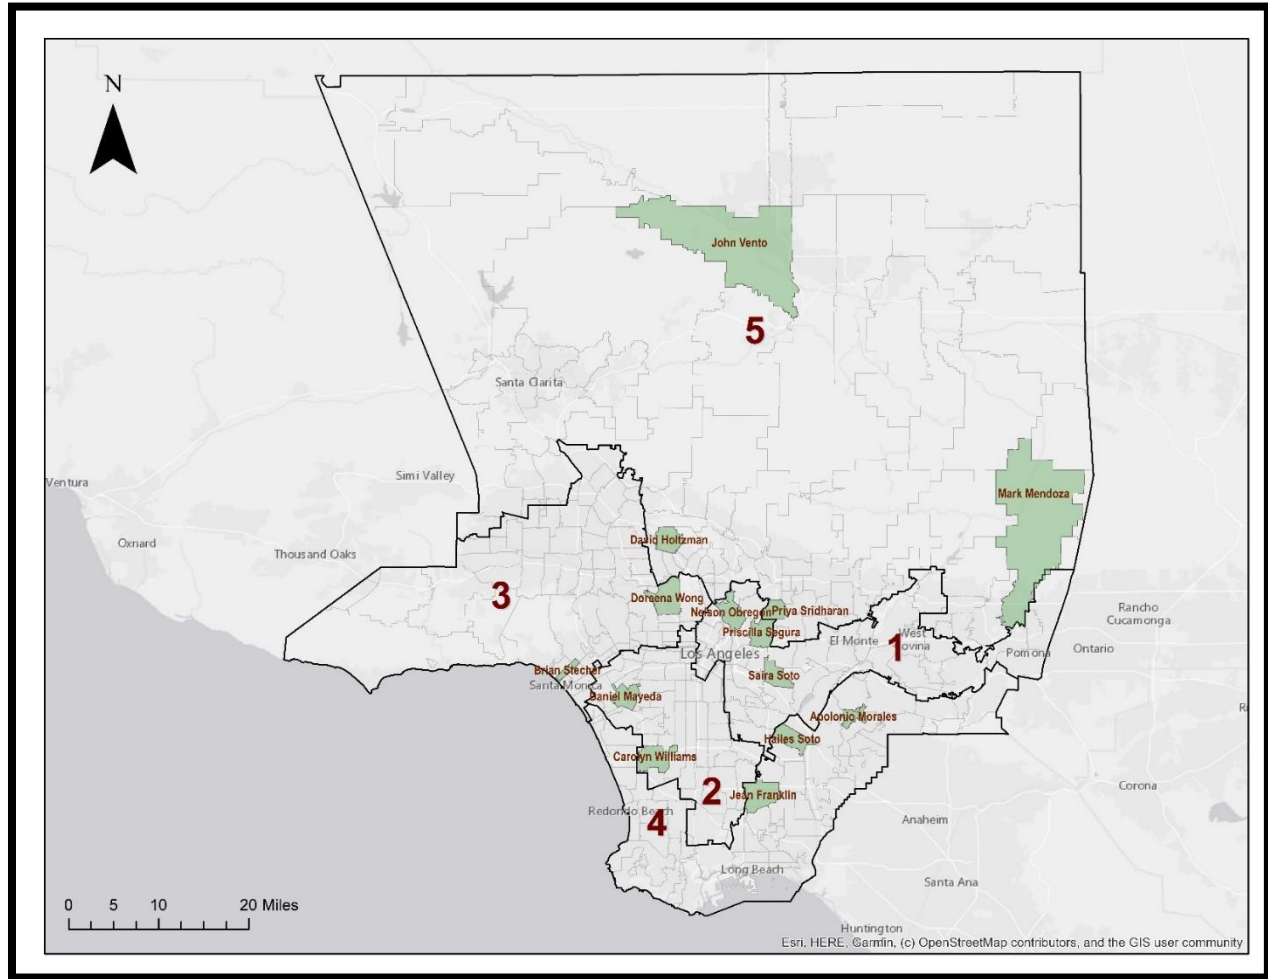 N
John Vento
5
Santa Clarita
Simi Valley
Ventura
Mark Mendoza
Oxnard
Thousand Oaks
David Holtzman
3
Doreena Wong
Nelson Obregon
Priya Sridharan
Rancho
Cucamonga
Priscilla Segura
El Monte
West
Covina
1
Los Angeles
Pomona
Ontario
Brian Stecher
Santa Monica
Saira Soto
Daniel Mayeda
Apolonio Morales
Hailes Soto
Carolyn Williams
Corona
2
Jean Franklin
Redondo Beach
4
Anaheim
Long Beach
Santa Ana
0 5 10 20 Miles
Huntington
Esri, HERE, Garmin, (c) OpenStreetMap contributors, and the GIS user community